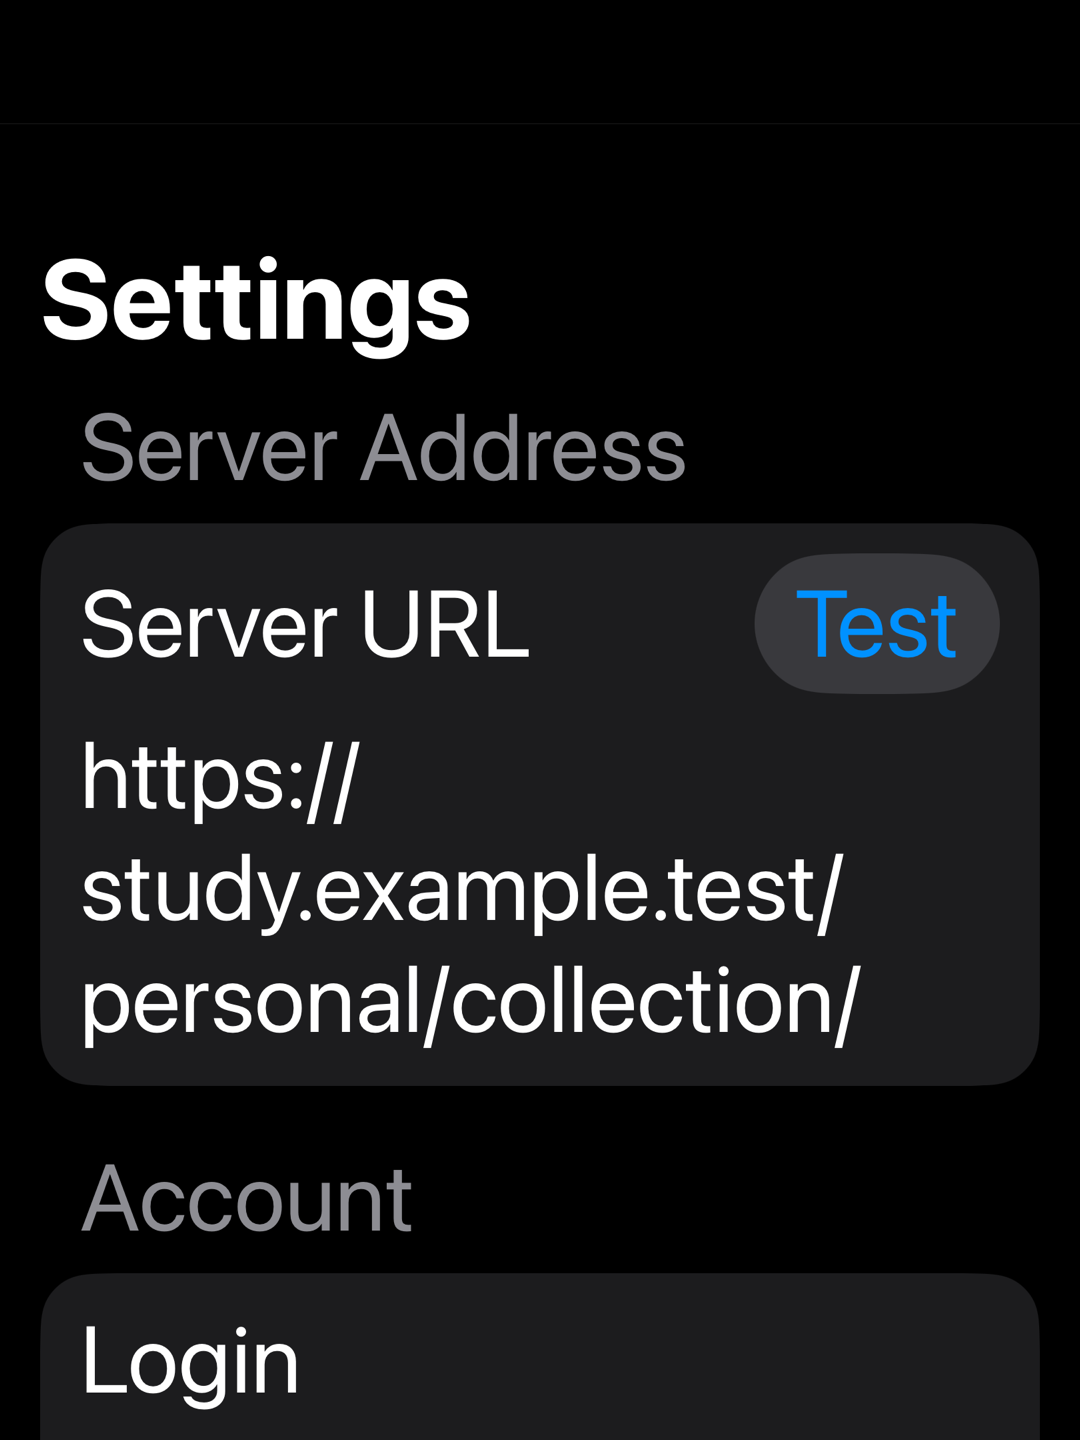 Settings
Server Address
Server URL
Test
https://
study.example.test/
personal/collection/
Account
Login